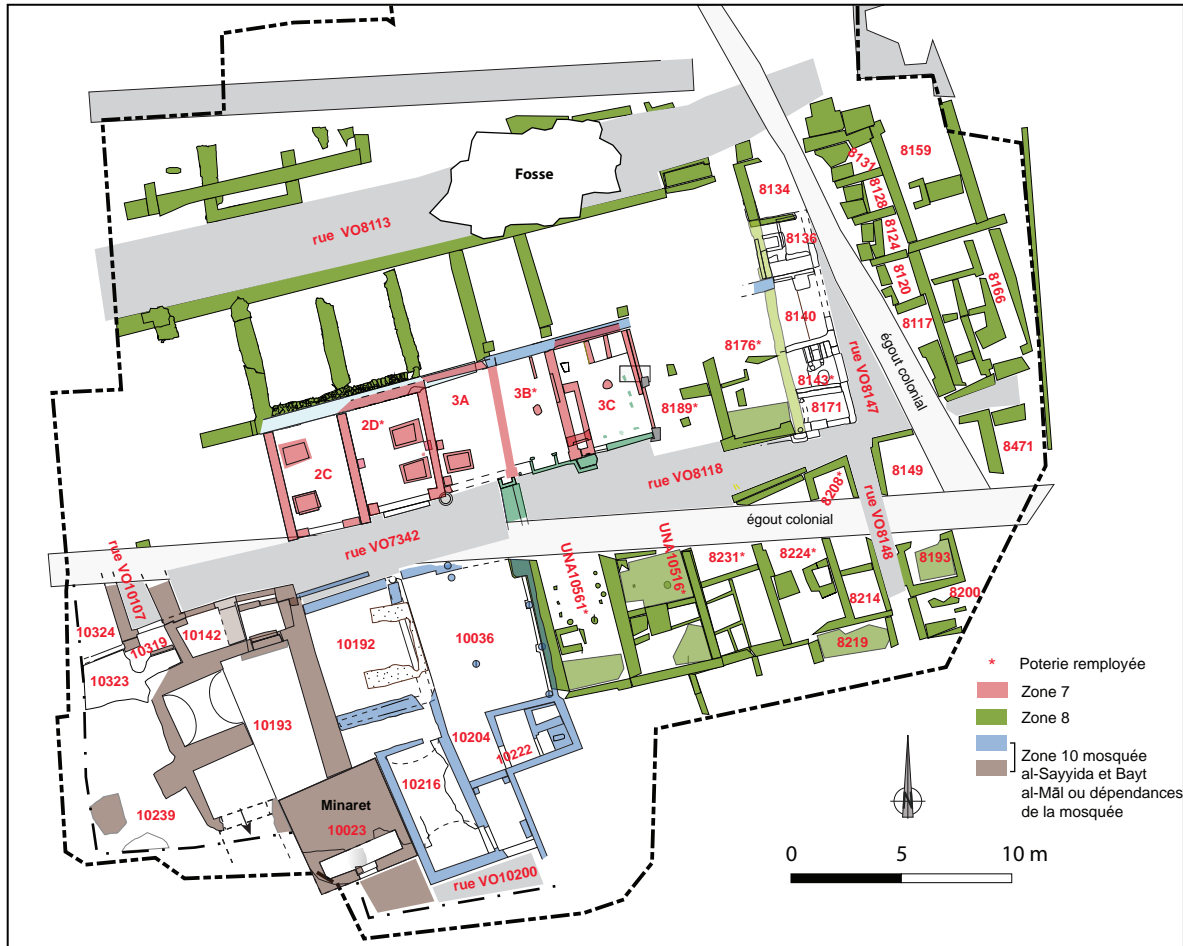 Fosse
rue VO8113
8134
8131
8159
8128
8136
8124
8120
8166
8140
8117
égout colonial
rue VO8147
8176*
8143*
8171
3A
3B*
3C
8189*
2D*
2C
8471
8149
rue VO8118
8208*
égout colonial
rue VO8148
rue VO7342
UNA10561*
UNA10516*
8231*
8224*
8193
8200
8214
8219
rue VO10107
10324
10319
10142
10323
10192
10036
10193
10204
10222
10216
10239
Minaret
10023
rue VO10200
* Poterie remployée
Zone 7
Zone 8
Zone 10 mosquée
al-Sayyida et Bayt
al-Māl ou dépendances
de la mosquée
N
0 5 10 m